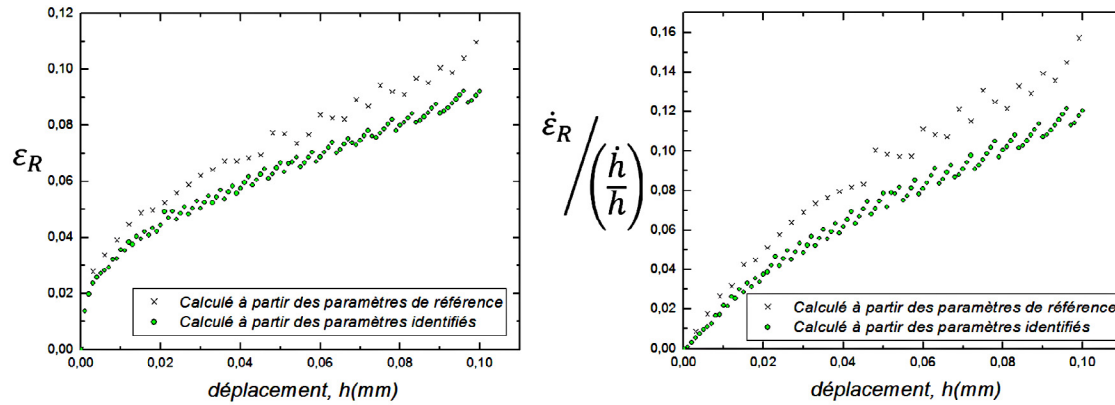 0,12
0,10
0,08
εR
0,06
0,04
0,02
0,00
× Calculé à partir des paramètres de référence
Calculé à partir des paramètres identifiés
0,00 0,02 0,04 0,06 0,08 0,10
déplacement, h(mm)
0,16
0,14
0,12
ε̇R / (ḣ/h)
0,10
0,08
0,06
0,04
0,02
0,00
× Calculé à partir des paramètres de référence
Calculé à partir des paramètres identifiés
0,00 0,02 0,04 0,06 0,08 0,10
déplacement, h(mm)